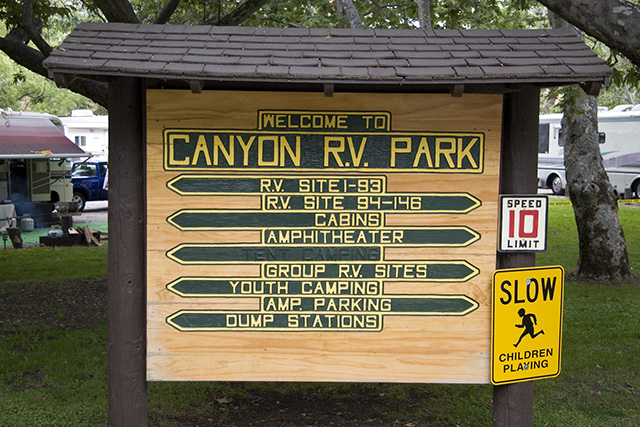 WELCOME TO
CANYON R.V. PARK
R.V. SITE 1-93
R.V. SITE 94-146
CABINS
AMPHITHEATER
TENT CAMPING
GROUP R.V. SITES
YOUTH CAMPING
AMP. PARKING
DUMP STATIONS
SPEED
10
LIMIT
SLOW
CHILDREN
PLAYING